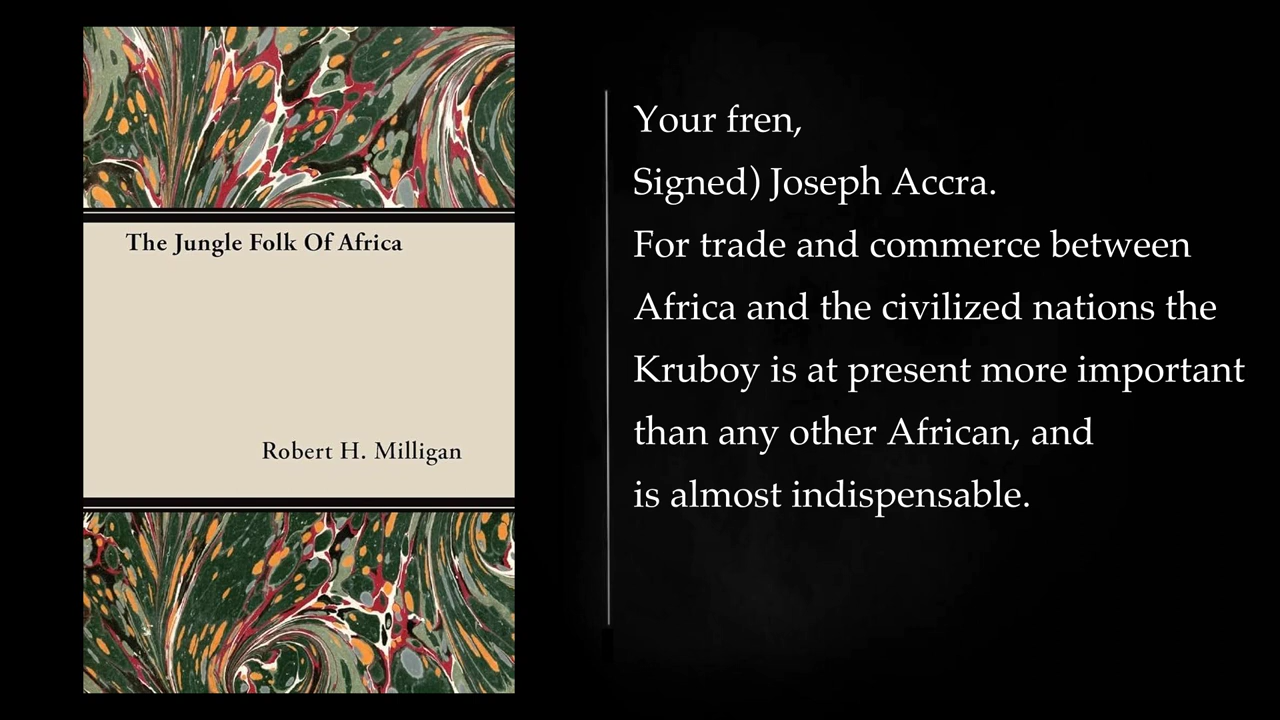 The Jungle Folk Of Africa
Robert H. Milligan
Your fren,
Signed) Joseph Accra.
For trade and commerce between
Africa and the civilized nations the
Kruboy is at present more important
than any other African, and
is almost indispensable.